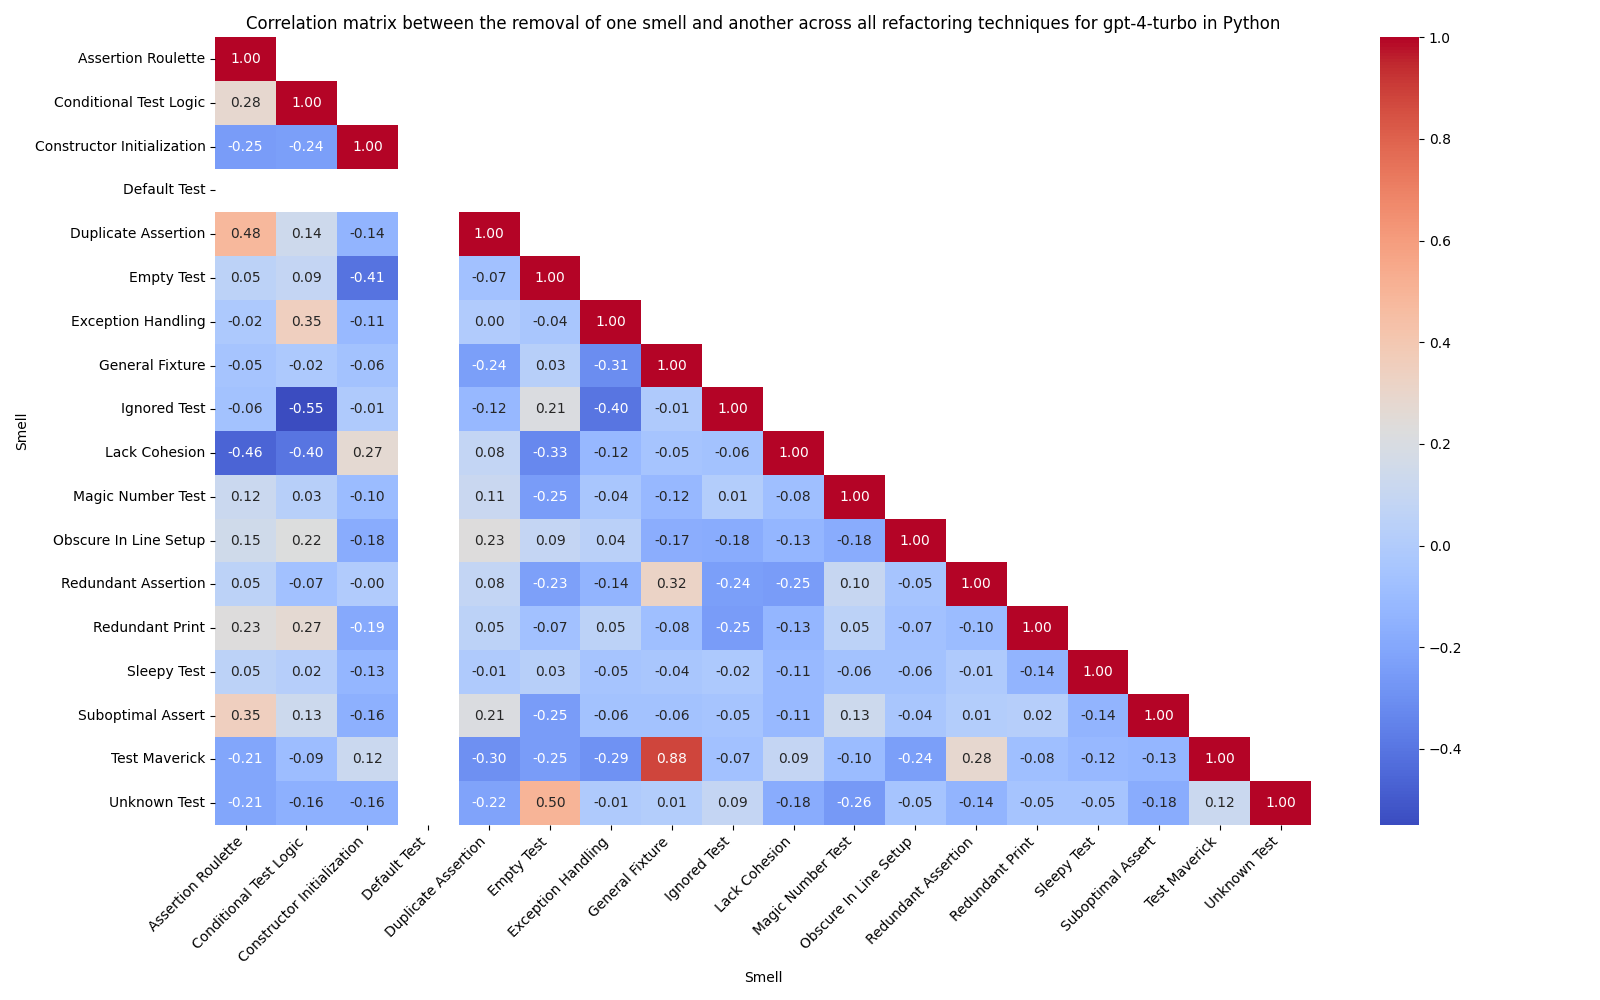 Correlation matrix between the removal of one smell and another across all refactoring techniques for gpt-4-turbo in Python
Assertion Roulette 1.00
Conditional Test Logic 0.28 1.00
Constructor Initialization -0.25 -0.24 1.00
Default Test
Duplicate Assertion 0.48 0.14 -0.14 1.00
Empty Test 0.05 0.09 -0.41 -0.07 1.00
Exception Handling -0.02 0.35 -0.11 0.00 -0.04 1.00
General Fixture -0.05 -0.02 -0.06 -0.24 0.03 -0.31 1.00
Ignored Test -0.06 -0.55 -0.01 -0.12 0.21 -0.40 -0.01 1.00
Lack Cohesion -0.46 -0.40 0.27 0.08 -0.33 -0.12 -0.05 -0.06 1.00
Magic Number Test 0.12 0.03 -0.10 0.11 -0.25 -0.04 -0.12 0.01 -0.08 1.00
Obscure In Line Setup 0.15 0.22 -0.18 0.23 0.09 0.04 -0.17 -0.18 -0.13 -0.18 1.00
Redundant Assertion 0.05 -0.07 -0.00 0.08 -0.23 -0.14 0.32 -0.24 -0.25 0.10 -0.05 1.00
Redundant Print 0.23 0.27 -0.19 0.05 -0.07 0.05 -0.08 -0.25 -0.13 0.05 -0.07 -0.10 1.00
Sleepy Test 0.05 0.02 -0.13 -0.01 0.03 -0.05 -0.04 -0.02 -0.11 -0.06 -0.06 -0.01 -0.14 1.00
Suboptimal Assert 0.35 0.13 -0.16 0.21 -0.25 -0.06 -0.06 -0.05 -0.11 0.13 -0.04 0.01 0.02 -0.14 1.00
Test Maverick -0.21 -0.09 0.12 -0.30 -0.25 -0.29 0.88 -0.07 0.09 -0.10 -0.24 0.28 -0.08 -0.12 -0.13 1.00
Unknown Test -0.21 -0.16 -0.16 -0.22 0.50 -0.01 0.01 0.09 -0.18 -0.26 -0.05 -0.14 -0.05 -0.05 -0.18 0.12 1.00
Smell
Assertion Roulette
Conditional Test Logic
Constructor Initialization
Default Test
Duplicate Assertion
Empty Test
Exception Handling
General Fixture
Ignored Test
Lack Cohesion
Magic Number Test
Obscure In Line Setup
Redundant Assertion
Redundant Print
Sleepy Test
Suboptimal Assert
Test Maverick
Unknown Test
Smell
1.0
0.8
0.6
0.4
0.2
0.0
−0.2
−0.4